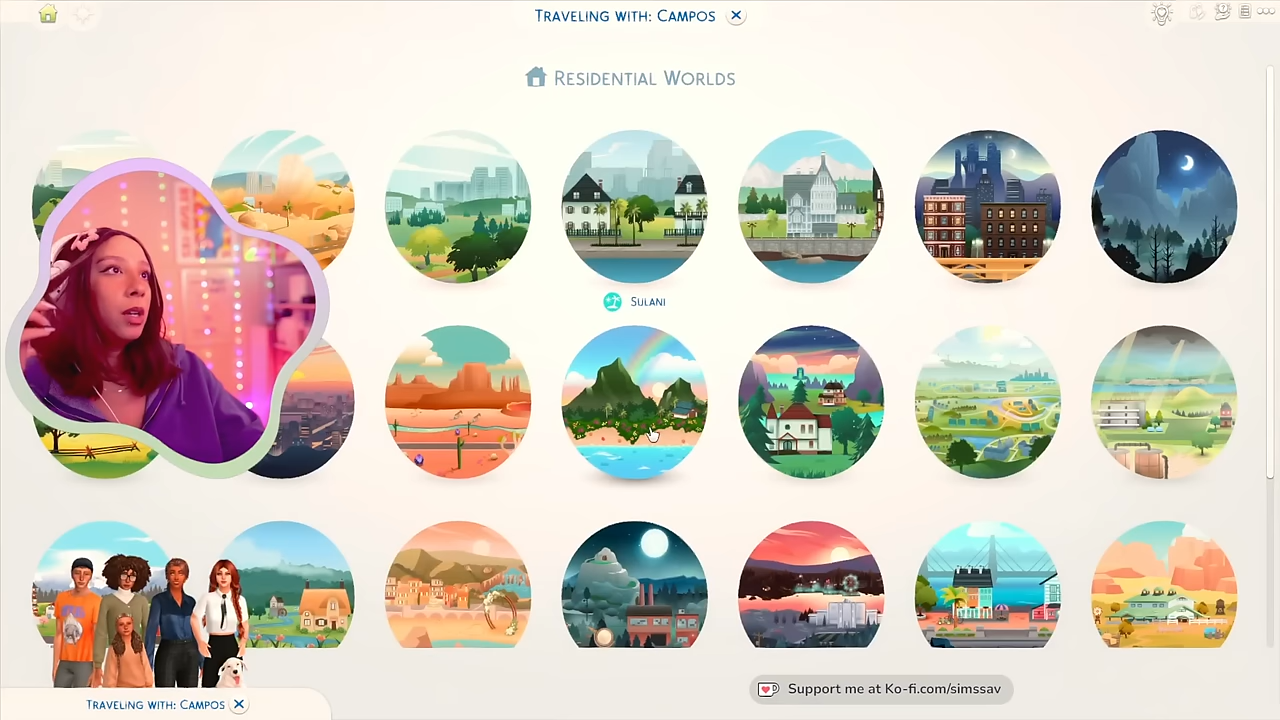 Traveling with: Campos
Residential Worlds
Sulani
Support me at Ko-fi.com/simssav
Traveling with: Campos